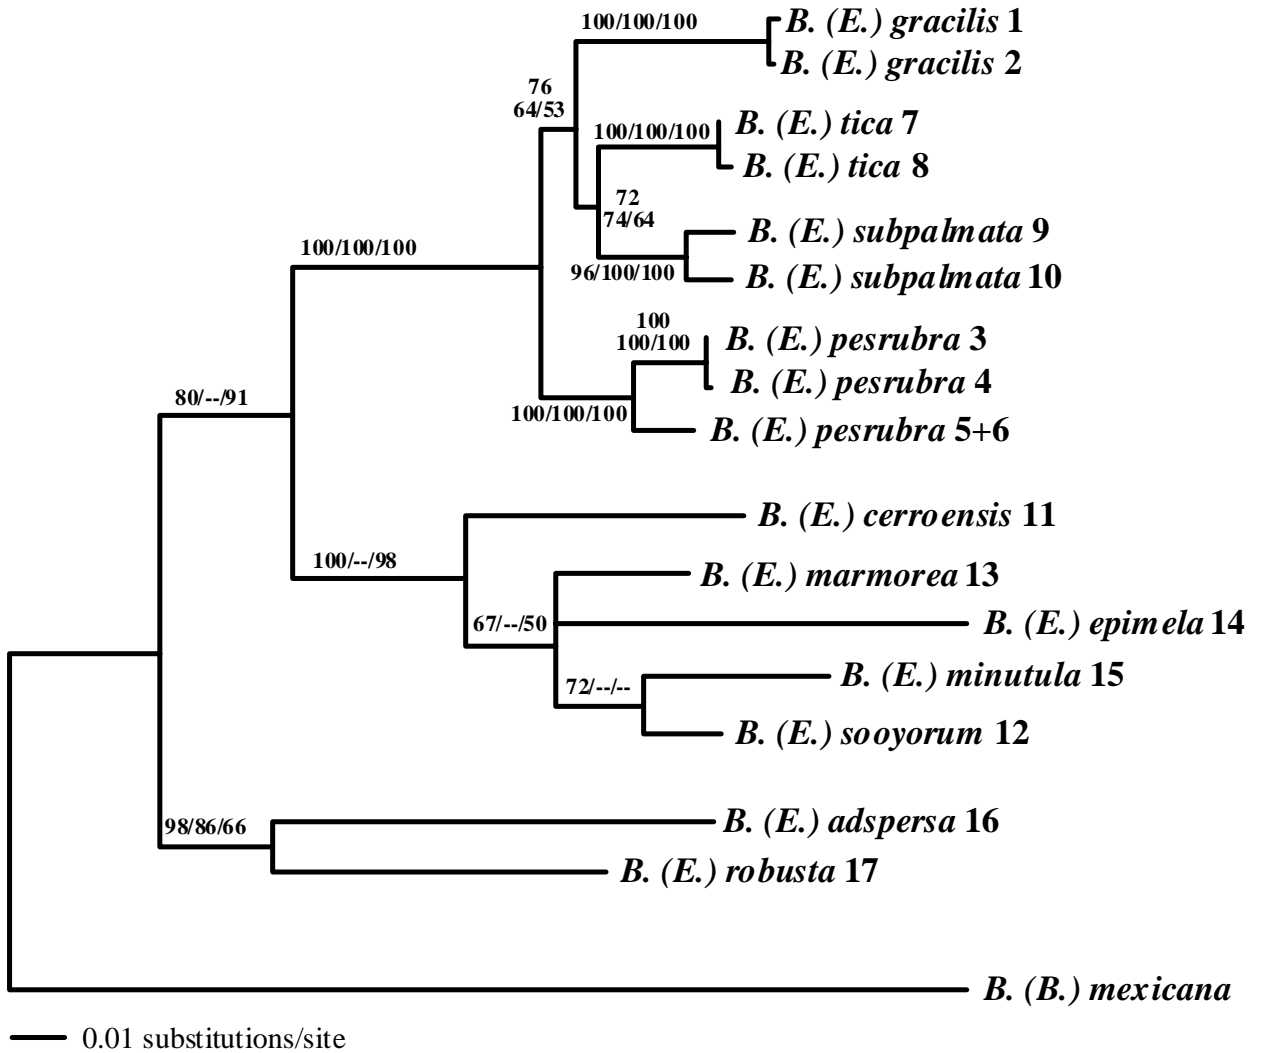 100/100/100
B. (E.) gracilis 1
B. (E.) gracilis 2
76
64/53
100/100/100
B. (E.) tica 7
B. (E.) tica 8
72
74/64
B. (E.) subpalmata 9
96/100/100
B. (E.) subpalmata 10
100/100/100
100
100/100
B. (E.) pesrubra 3
B. (E.) pesrubra 4
100/100/100
B. (E.) pesrubra 5+6
80/--/91
B. (E.) cerroensis 11
100/--/98
B. (E.) marmorea 13
67/--/50
B. (E.) epimela 14
72/--/--
B. (E.) minutula 15
B. (E.) sooyorum 12
98/86/66
B. (E.) adspersa 16
B. (E.) robusta 17
B. (B.) mexicana
0.01 substitutions/site